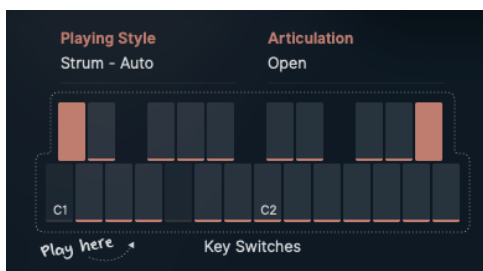 Playing Style
Strum - Auto
Articulation
Open
C1
C2
Play here
Key Switches